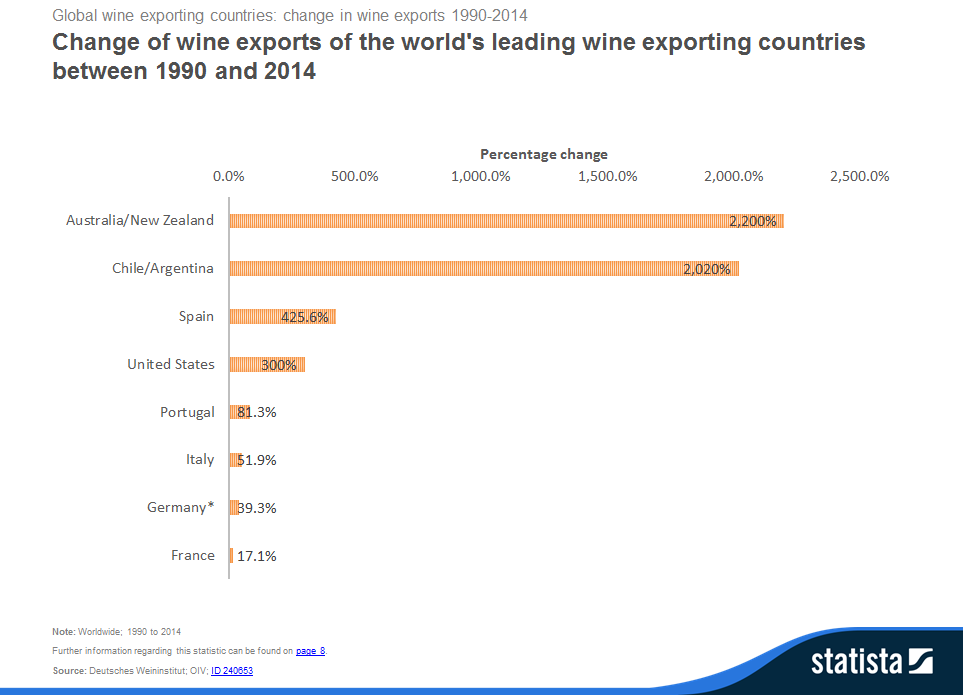 Global wine exporting countries: change in wine exports 1990-2014
Change of wine exports of the world's leading wine exporting countries
between 1990 and 2014
Percentage change
0.0% 500.0% 1,000.0% 1,500.0% 2,000.0% 2,500.0%
Australia/New Zealand 2,200%
Chile/Argentina 2,020%
Spain 425.6%
United States 300%
Portugal 81.3%
Italy 51.9%
Germany* 39.3%
France 17.1%
Note: Worldwide; 1990 to 2014
Further information regarding this statistic can be found on page 8.
Source: Deutsches Weininstitut; OIV; ID 240653
statista